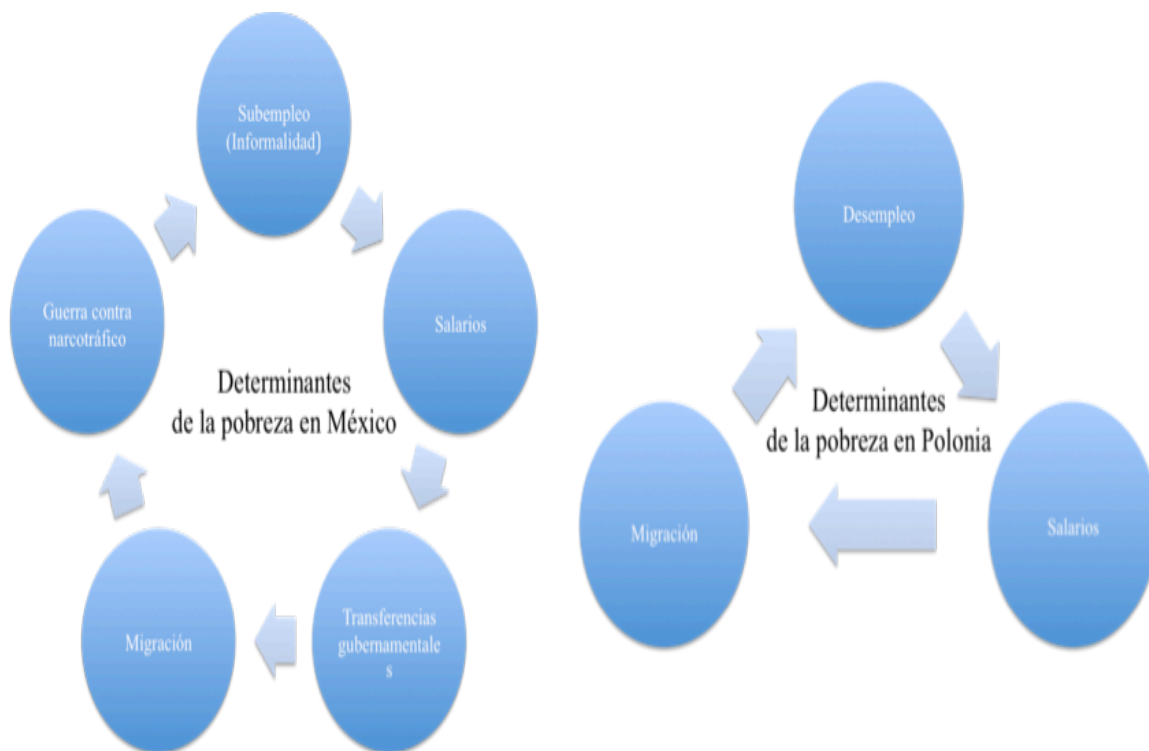 Subempleo
(Informalidad)
Salarios
Transferencias
gubernamentale
s
Migración
Guerra contra
narcotráfico
Determinantes
de la pobreza en México
Desempleo
Salarios
Migración
Determinantes
de la pobreza en Polonia